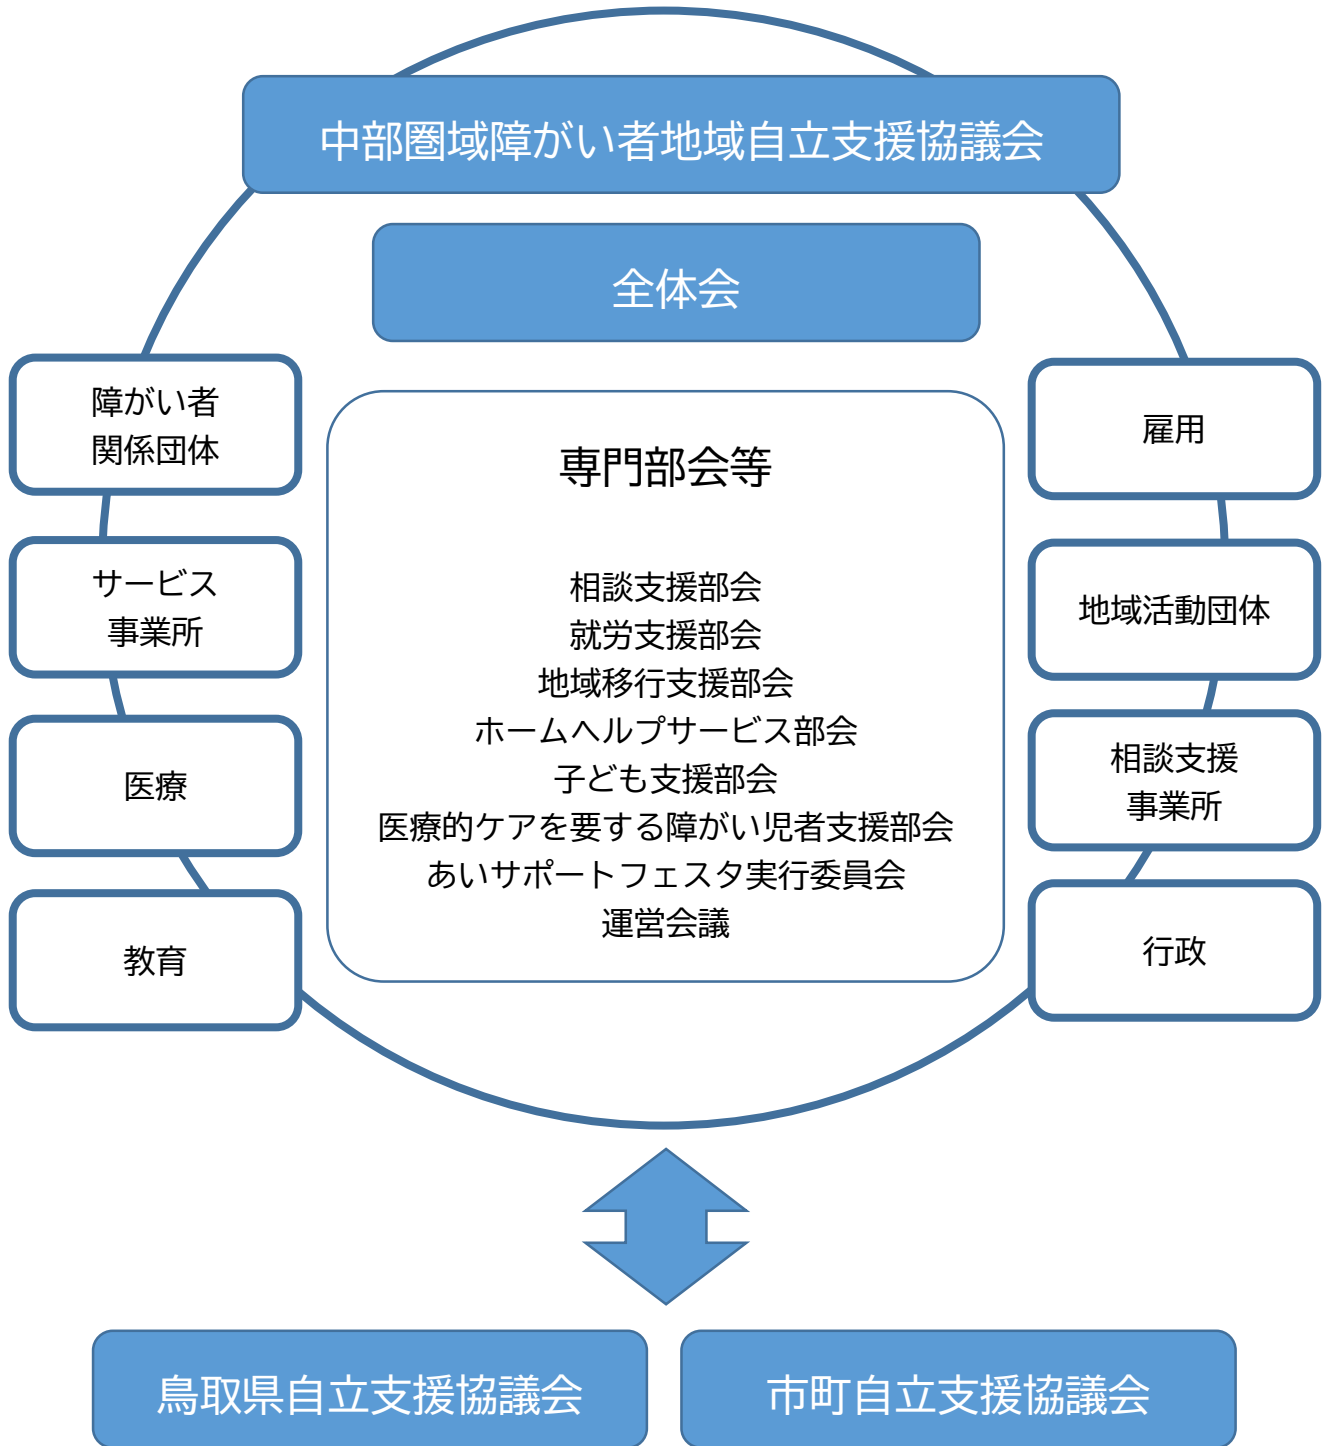 中部圏域障がい者地域自立支援協議会
全体会
障がい者
関係団体
サービス
事業所
医療
教育
専門部会等
相談支援部会
就労支援部会
地域移行支援部会
ホームヘルプサービス部会
子ども支援部会
医療的ケアを要する障がい児者支援部会
あいサポートフェスタ実行委員会
運営会議
雇用
地域活動団体
相談支援
事業所
行政
鳥取県自立支援協議会
市町自立支援協議会